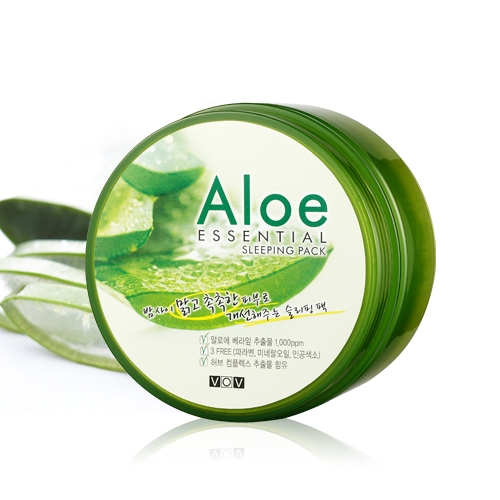 Aloe
ESSENTIAL
SLEEPING PACK
밤사이 맑고 촉촉한 피부로
개선해주는 슬리핑 팩
V 알로에 베라잎 추출물 1,000ppm
V 3 FREE (파라벤, 미네랄오일, 인공색소)
V 허브 컴플렉스 추출물 함유
VOV